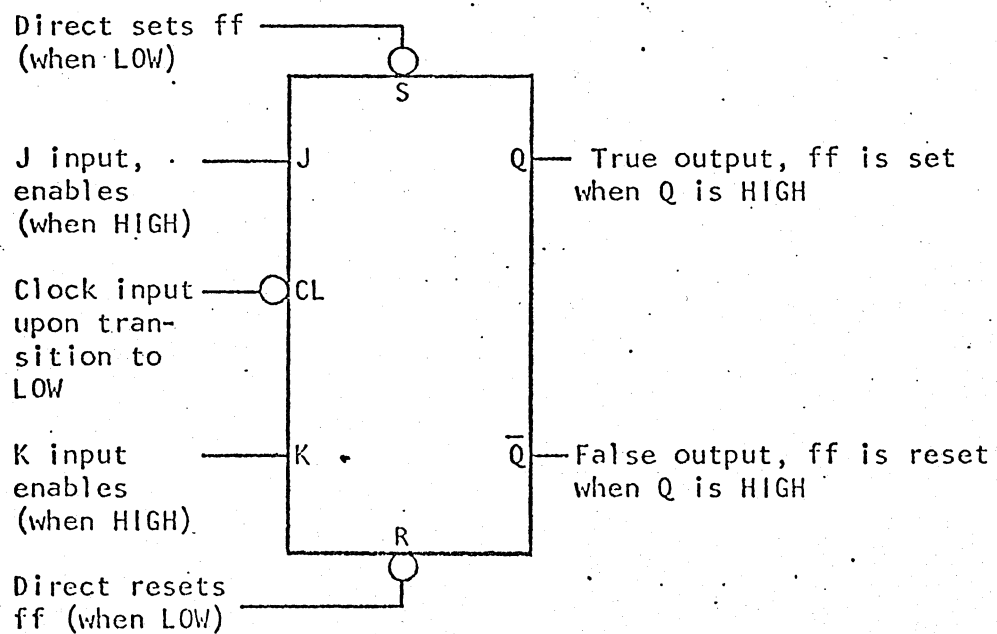 Direct sets ff
(when LOW)
S
J input,
enables
(when HIGH)
J
Q
True output, ff is set
when Q is HIGH
Clock input
upon tran-
sition to
LOW
CL
K input
enables
(when HIGH)
K
Q̅
False output, ff is reset
when Q is HIGH
R
Direct resets
ff (when LOW)